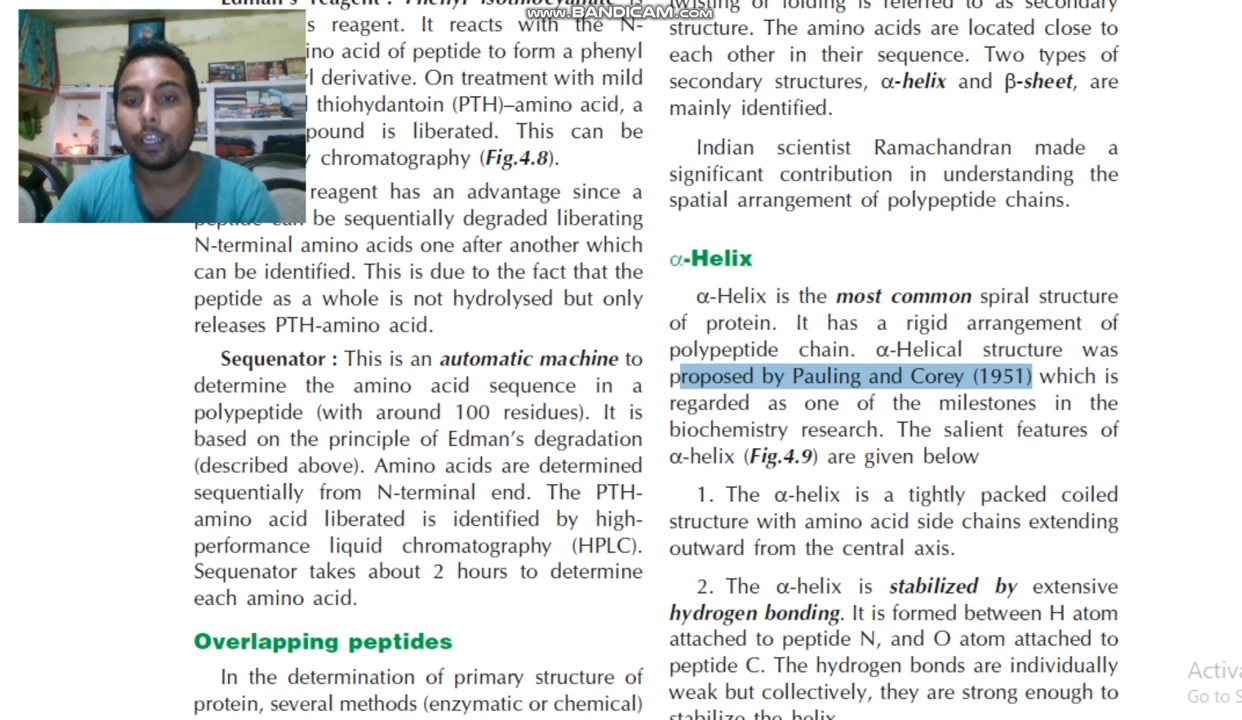 www.BANDICAM.com
s reagent. It reacts with the N-
ino acid of peptide to form a phenyl
l derivative. On treatment with mild
thiohydantoin (PTH)–amino acid, a
pound is liberated. This can be
chromatography (Fig.4.8).
reagent has an advantage since a
be sequentially degraded liberating
N-terminal amino acids one after another which
can be identified. This is due to the fact that the
peptide as a whole is not hydrolysed but only
releases PTH-amino acid.
Sequenator : This is an automatic machine to
determine the amino acid sequence in a
polypeptide (with around 100 residues). It is
based on the principle of Edman's degradation
(described above). Amino acids are determined
sequentially from N-terminal end. The PTH-
amino acid liberated is identified by high-
performance liquid chromatography (HPLC).
Sequenator takes about 2 hours to determine
each amino acid.
Overlapping peptides
In the determination of primary structure of
protein, several methods (enzymatic or chemical)
twisting or folding is referred to as secondary
structure. The amino acids are located close to
each other in their sequence. Two types of
secondary structures, α-helix and β-sheet, are
mainly identified.
Indian scientist Ramachandran made a
significant contribution in understanding the
spatial arrangement of polypeptide chains.
α-Helix
α-Helix is the most common spiral structure
of protein. It has a rigid arrangement of
polypeptide chain. α-Helical structure was
proposed by Pauling and Corey (1951) which is
regarded as one of the milestones in the
biochemistry research. The salient features of
α-helix (Fig.4.9) are given below
1. The α-helix is a tightly packed coiled
structure with amino acid side chains extending
outward from the central axis.
2. The α-helix is stabilized by extensive
hydrogen bonding. It is formed between H atom
attached to peptide N, and O atom attached to
peptide C. The hydrogen bonds are individually
weak but collectively, they are strong enough to
stabilize the helix.
Activa
Go to S